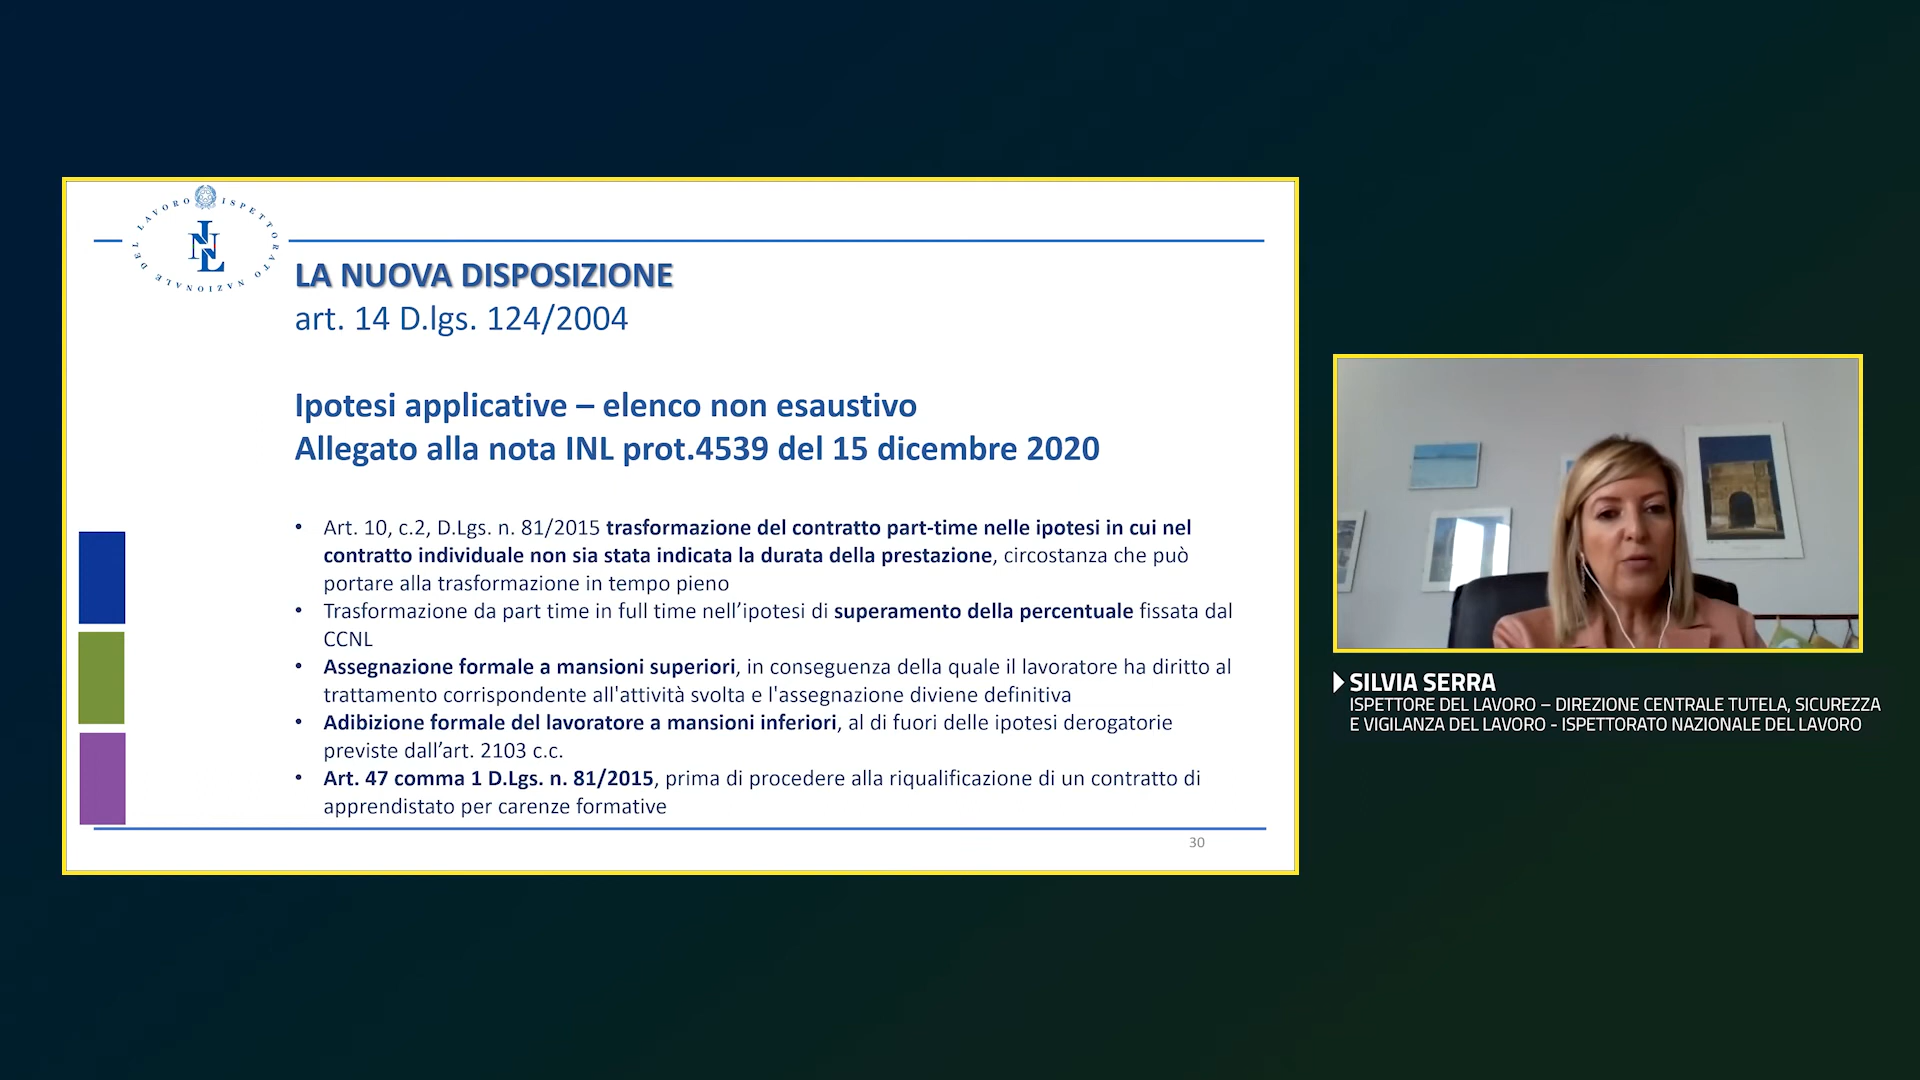 ISPETTORATO NAZIONALE DEL LAVORO
INL
LA NUOVA DISPOSIZIONE
art. 14 D.lgs. 124/2004
Ipotesi applicative – elenco non esaustivo
Allegato alla nota INL prot.4539 del 15 dicembre 2020
• Art. 10, c.2, D.Lgs. n. 81/2015 trasformazione del contratto part-time nelle ipotesi in cui nel
contratto individuale non sia stata indicata la durata della prestazione, circostanza che può
portare alla trasformazione in tempo pieno
• Trasformazione da part time in full time nell’ipotesi di superamento della percentuale fissata dal
CCNL
• Assegnazione formale a mansioni superiori, in conseguenza della quale il lavoratore ha diritto al
trattamento corrispondente all'attività svolta e l'assegnazione diviene definitiva
• Adibizione formale del lavoratore a mansioni inferiori, al di fuori delle ipotesi derogatorie
previste dall’art. 2103 c.c.
• Art. 47 comma 1 D.Lgs. n. 81/2015, prima di procedere alla riqualificazione di un contratto di
apprendistato per carenze formative
30
SILVIA SERRA
ISPETTORE DEL LAVORO – DIREZIONE CENTRALE TUTELA, SICUREZZA
E VIGILANZA DEL LAVORO - ISPETTORATO NAZIONALE DEL LAVORO